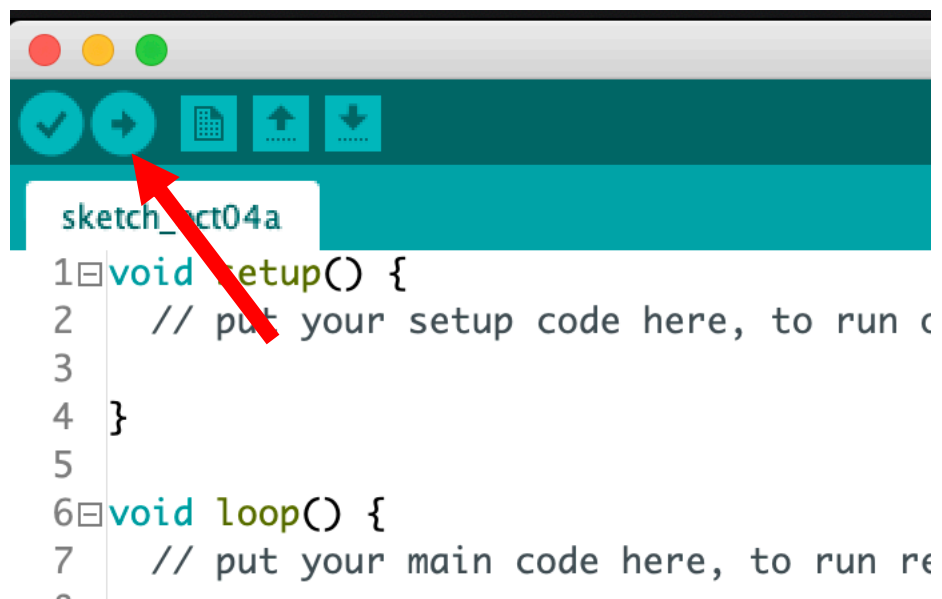 sketch_oct04a
1 void setup() {
2 // put your setup code here, to run
3
4 }
5
6 void loop() {
7 // put your main code here, to run